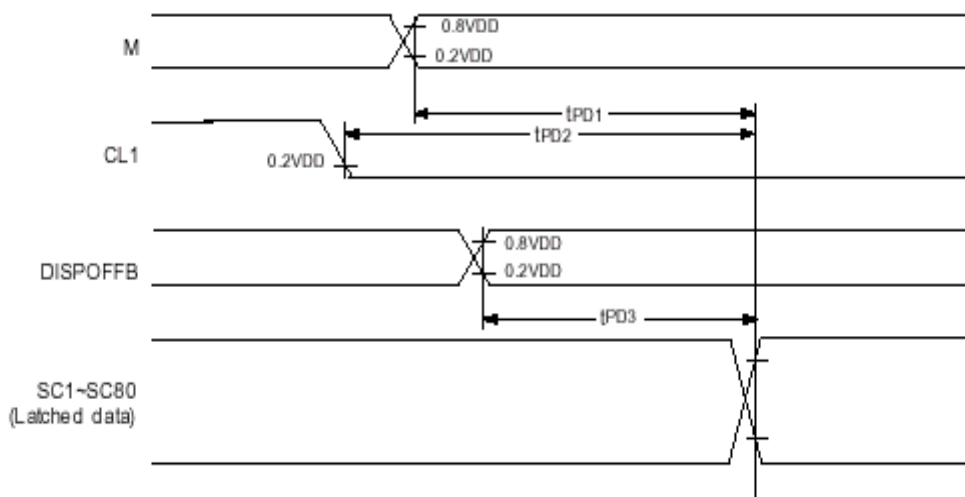 M
0.8VDD
0.2VDD
tPD1
tPD2
CL1
0.2VDD
DISPOFFB
0.8VDD
0.2VDD
tPD3
SC1~SC80
(Latched data)